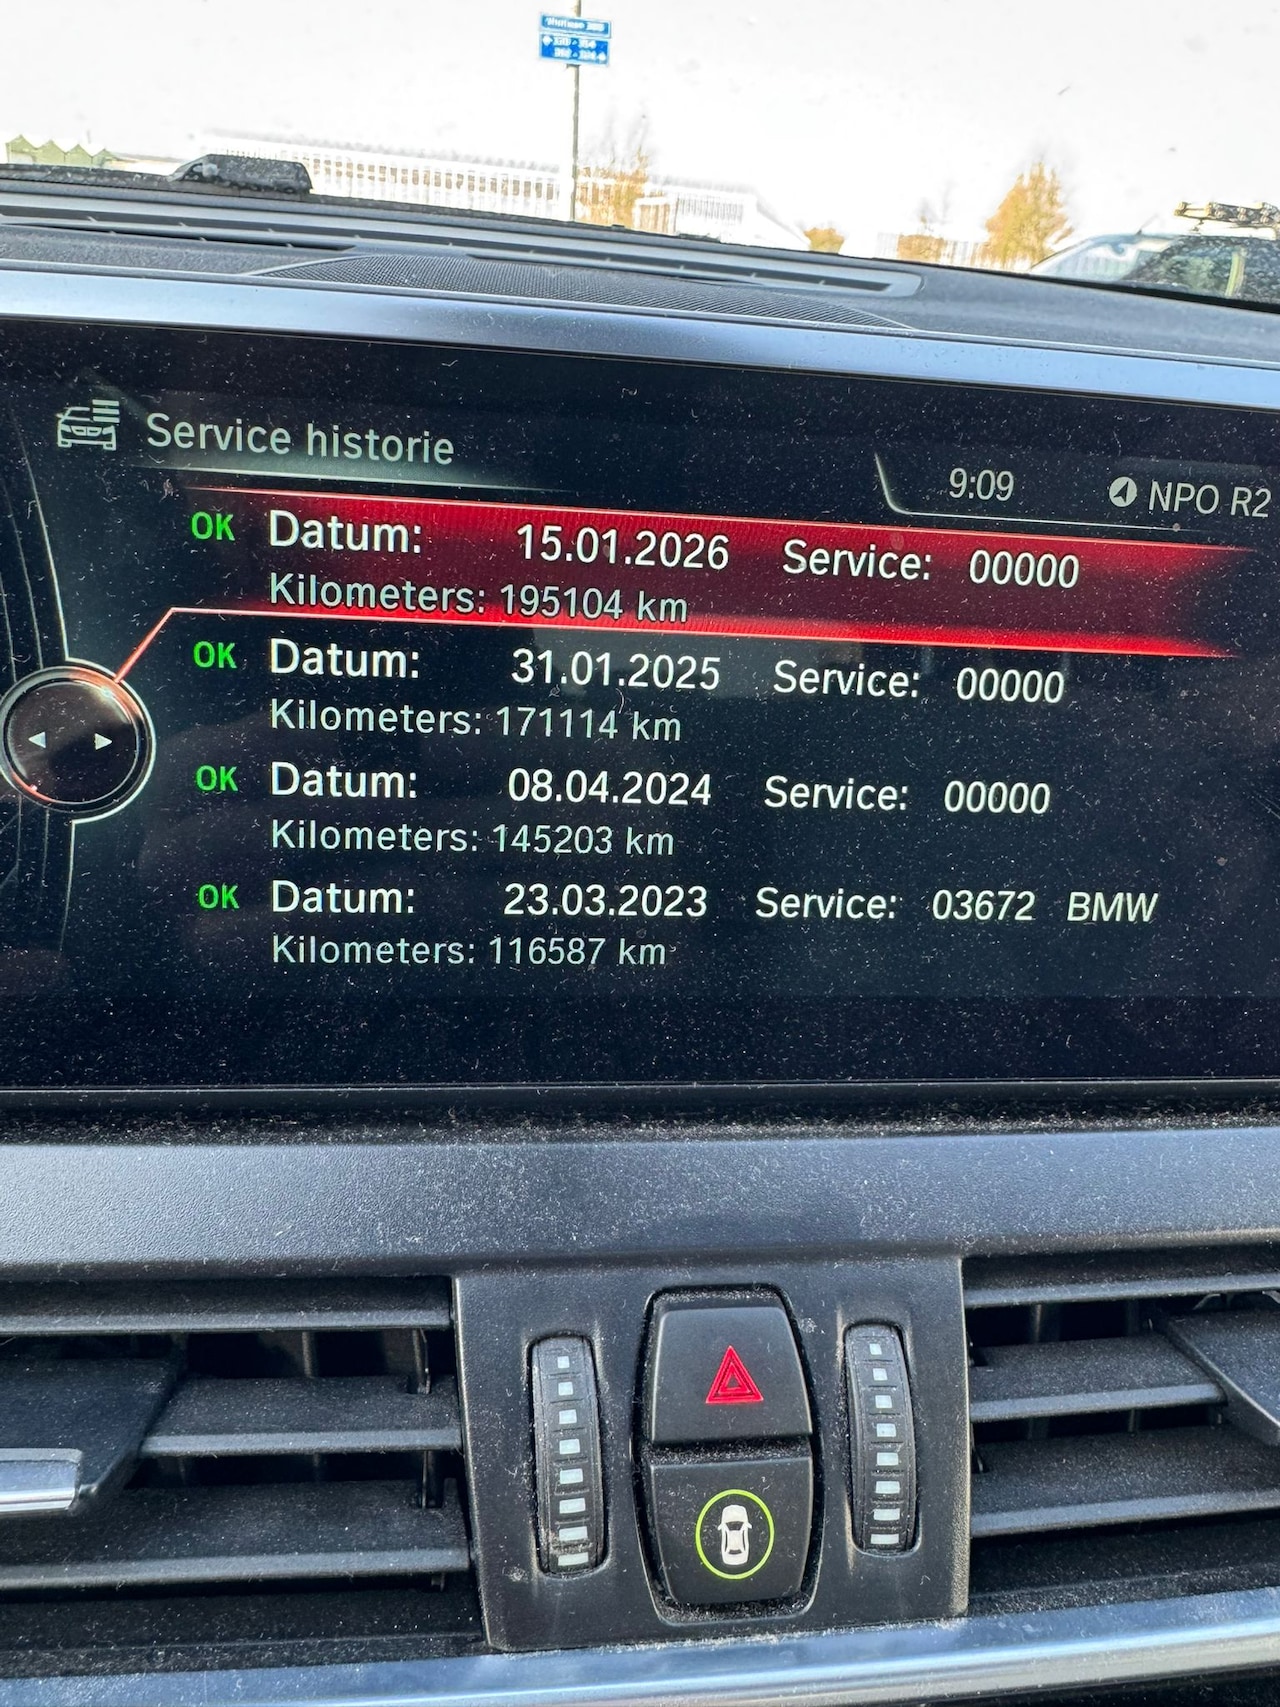 Service historie
9:09 NPO R2
OK Datum: 15.01.2026 Service: 00000
Kilometers: 195104 km
OK Datum: 31.01.2025 Service: 00000
Kilometers: 171114 km
OK Datum: 08.04.2024 Service: 00000
Kilometers: 145203 km
OK Datum: 23.03.2023 Service: 03672 BMW
Kilometers: 116587 km